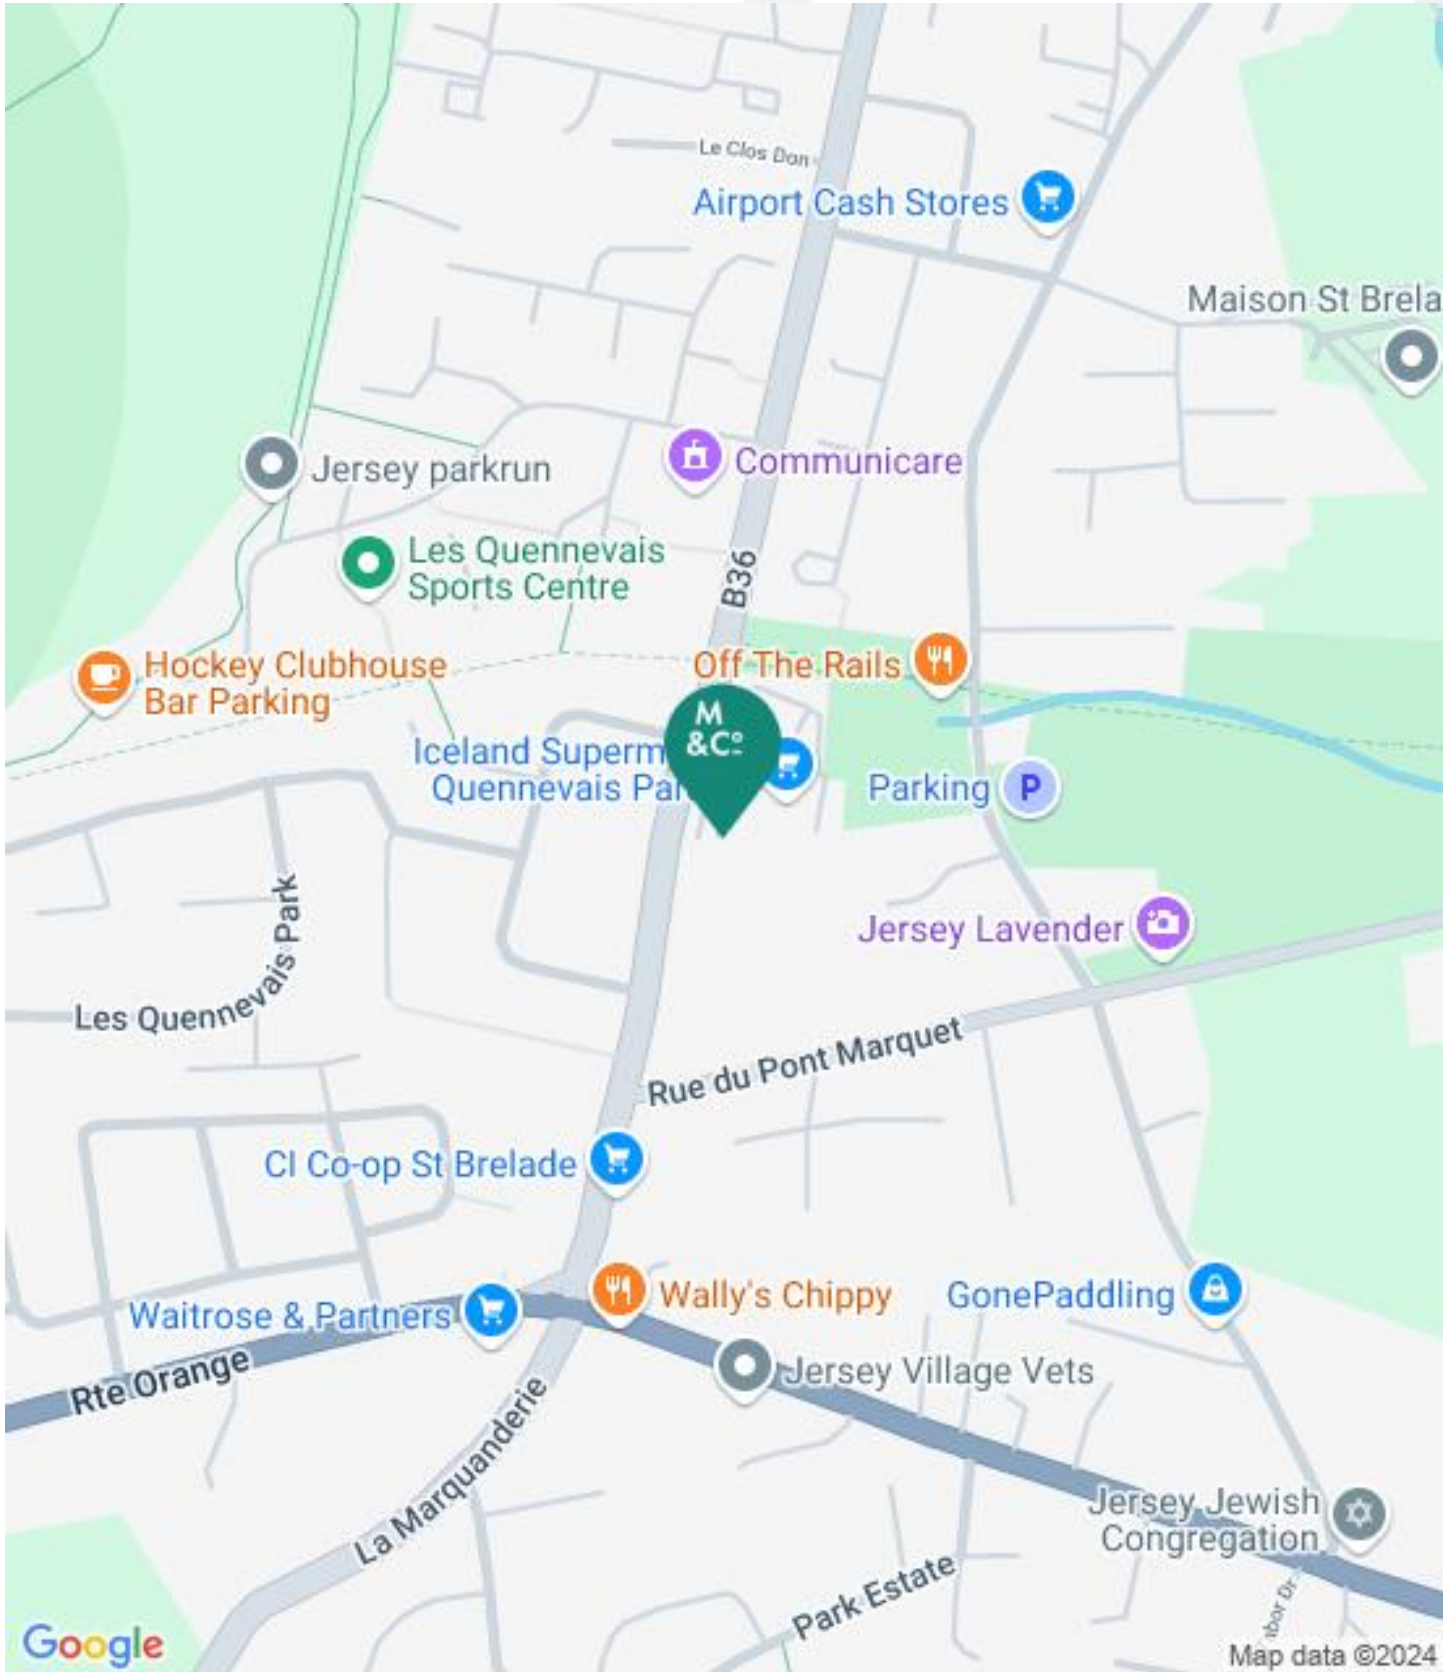 Le Clos Don
Airport Cash Stores
Maison St Brela
Communicare
Jersey parkrun
Les Quennevais
Sports Centre
B36
Off The Rails
Hockey Clubhouse
Bar Parking
M
&Cº
Iceland Superm
Quennevais Par
Parking P
Jersey Lavender
Les Quennevais Park
Rue du Pont Marquet
CI Co-op St Brelade
Wally's Chippy
GonePaddling
Waitrose & Partners
Jersey Village Vets
Rte Orange
La Marquanderie
Jersey Jewish
Congregation
Park Estate
Google
Map data ©2024